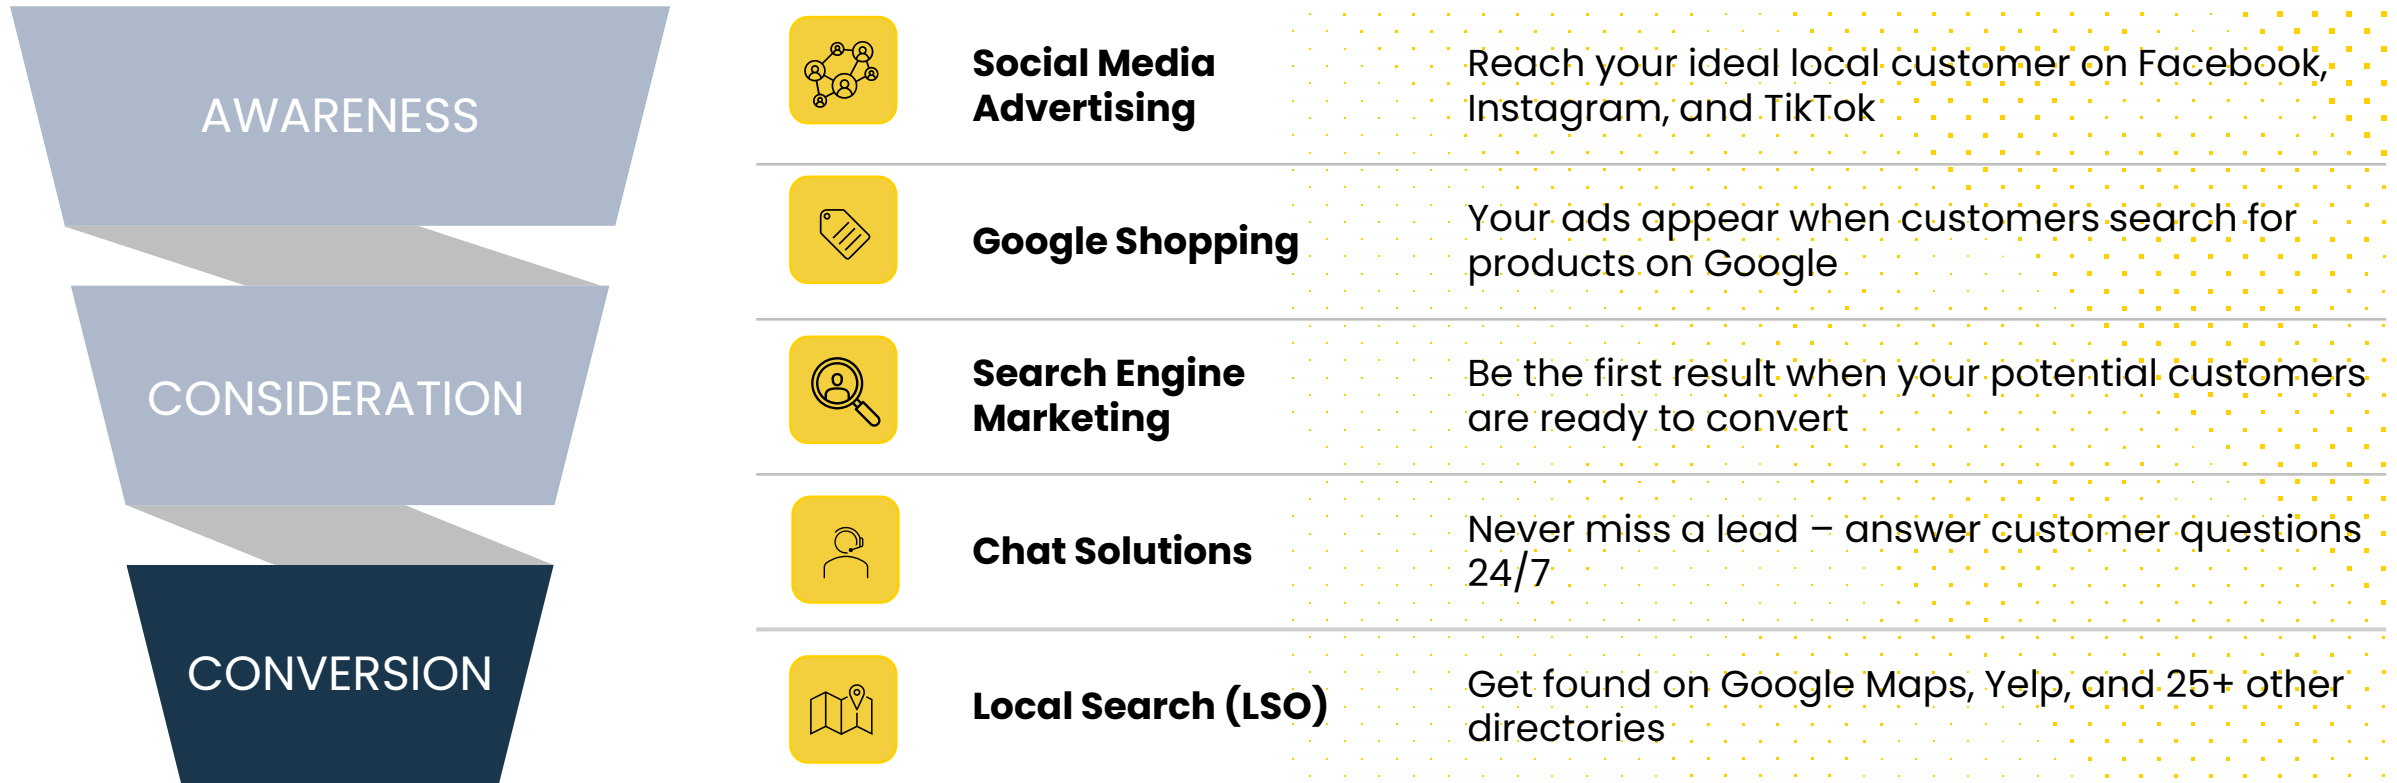 AWARENESS
CONSIDERATION
CONVERSION
Social Media
Advertising
Reach your ideal local customer on Facebook,
Instagram, and TikTok
Google Shopping
Your ads appear when customers search for
products on Google
Search Engine
Marketing
Be the first result when your potential customers
are ready to convert
Chat Solutions
Never miss a lead – answer customer questions
24/7
Local Search (LSO)
Get found on Google Maps, Yelp, and 25+ other
directories